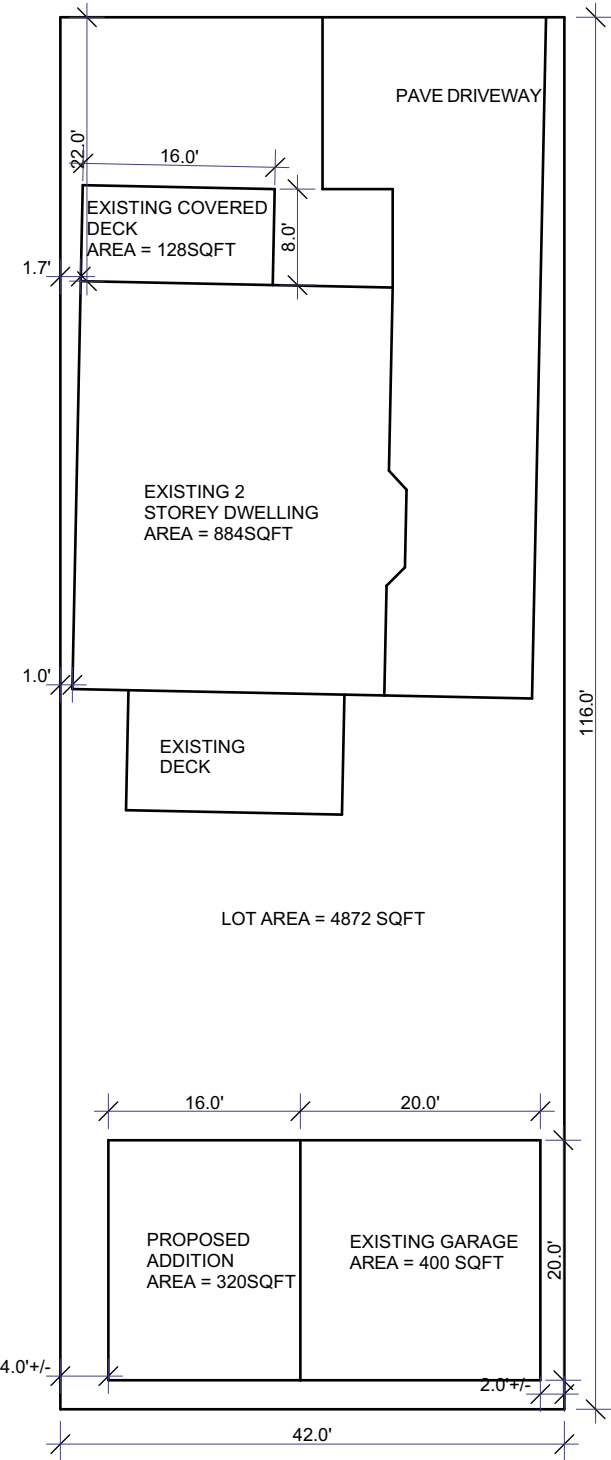 PAVE DRIVEWAY
22.0'
16.0'
EXISTING COVERED
DECK
AREA = 128SQFT
8.0'
1.7'
EXISTING 2
STOREY DWELLING
AREA = 884SQFT
1.0'
116.0'
EXISTING
DECK
LOT AREA = 4872 SQFT
16.0'
20.0'
PROPOSED
ADDITION
AREA = 320SQFT
EXISTING GARAGE
AREA = 400 SQFT
20.0'
4.0'+/-
2.0'+/-
42.0'